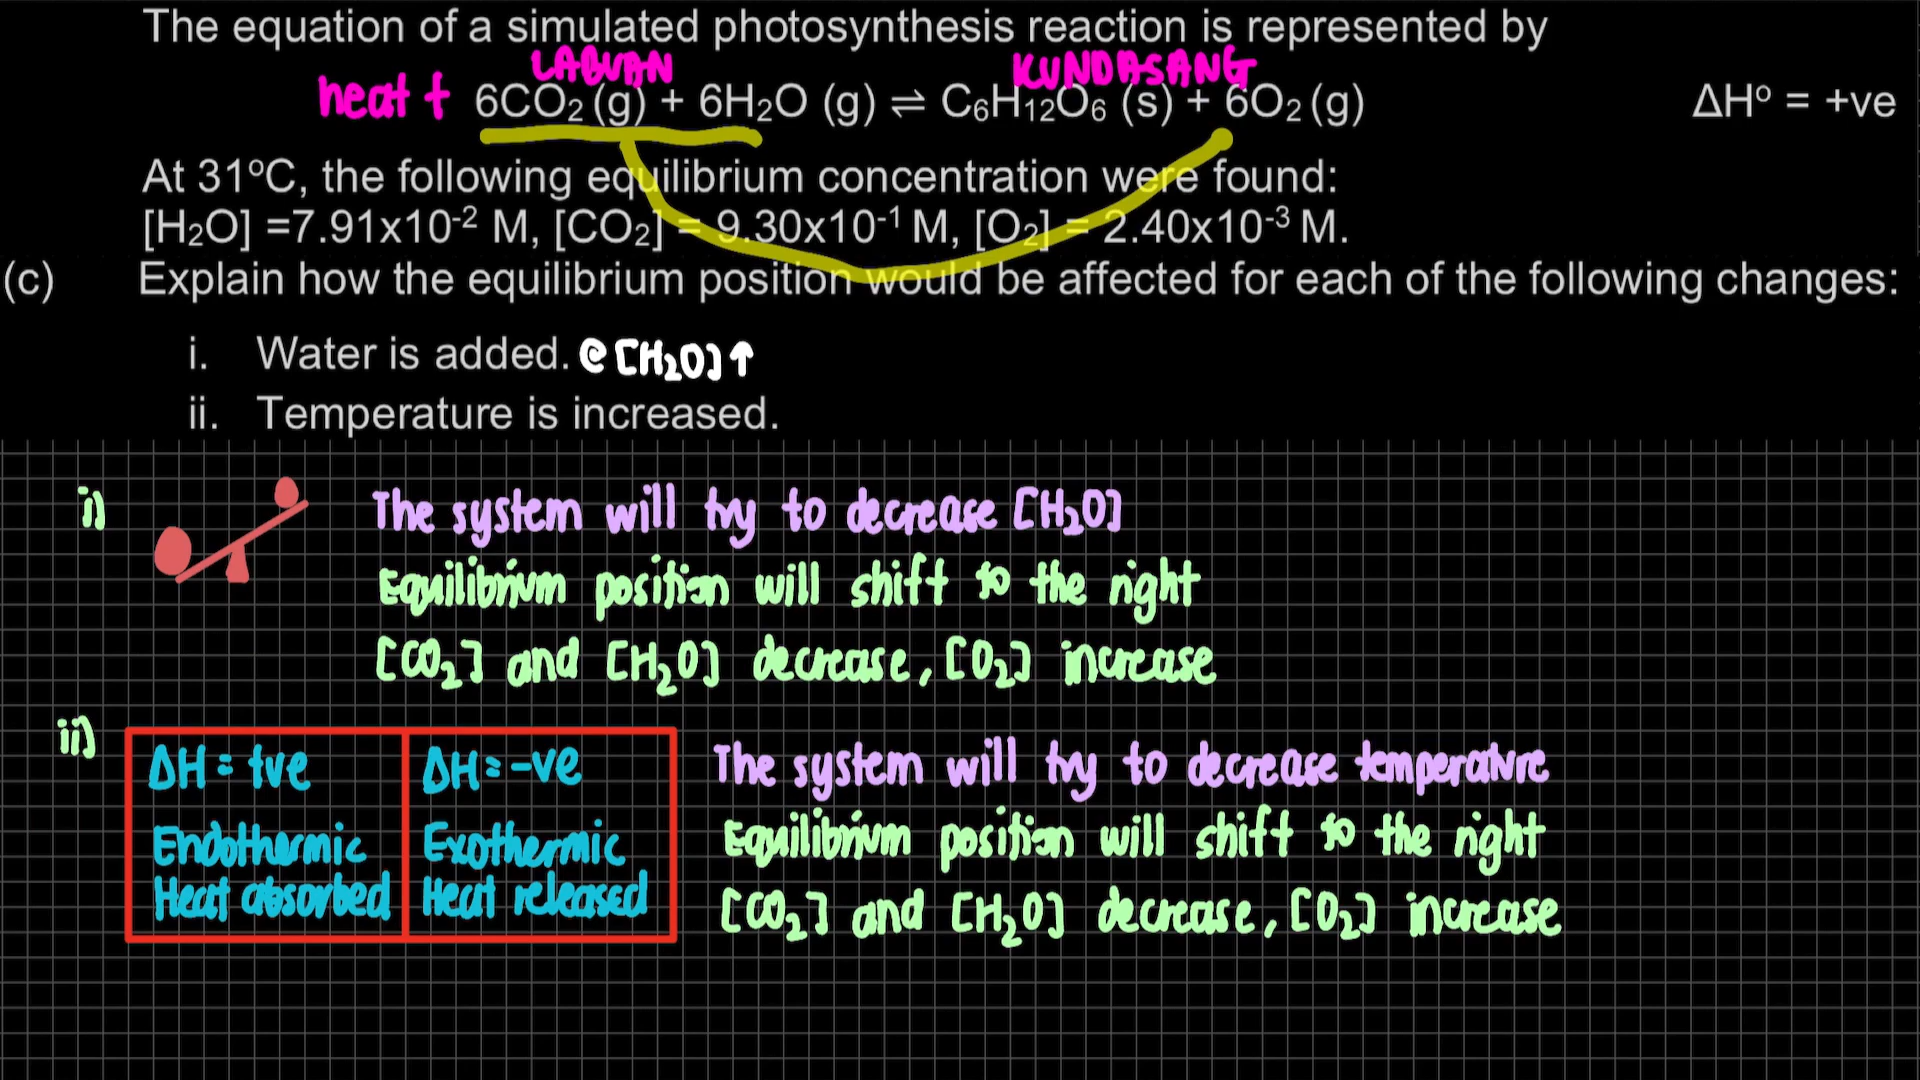 The equation of a simulated photosynthesis reaction is represented by
LABUAN KUNDASANG
heat + 6CO₂ (g) + 6H₂O (g) ⇌ C₆H₁₂O₆ (s) + 6O₂ (g) ΔHº = +ve
At 31ºC, the following equilibrium concentration were found:
[H₂O] =7.91x10⁻² M, [CO₂] = 9.30x10⁻¹ M, [O₂] = 2.40x10⁻³ M.
(c) Explain how the equilibrium position would be affected for each of the following changes:
i. Water is added. @ [H₂O] ↑
ii. Temperature is increased.
i) The system will try to decrease [H₂O]
Equilibrium position will shift to the right
[CO₂] and [H₂O] decrease, [O₂] increase
ii) ΔH = +ve ΔH = -ve
Endothermic Exothermic
Heat absorbed Heat released
The system will try to decrease temperature
Equilibrium position will shift to the right
[CO₂] and [H₂O] decrease, [O₂] increase